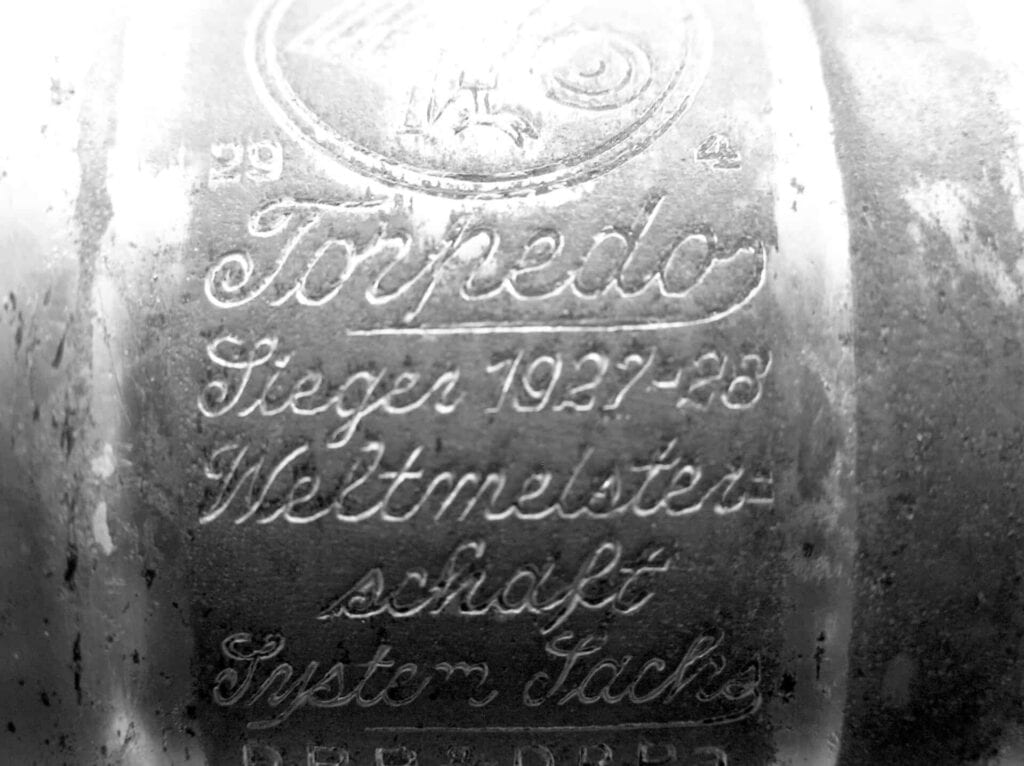 29 4
Torpedo
Sieger 1927-28
Weltmeister=
schaft
System Sachs